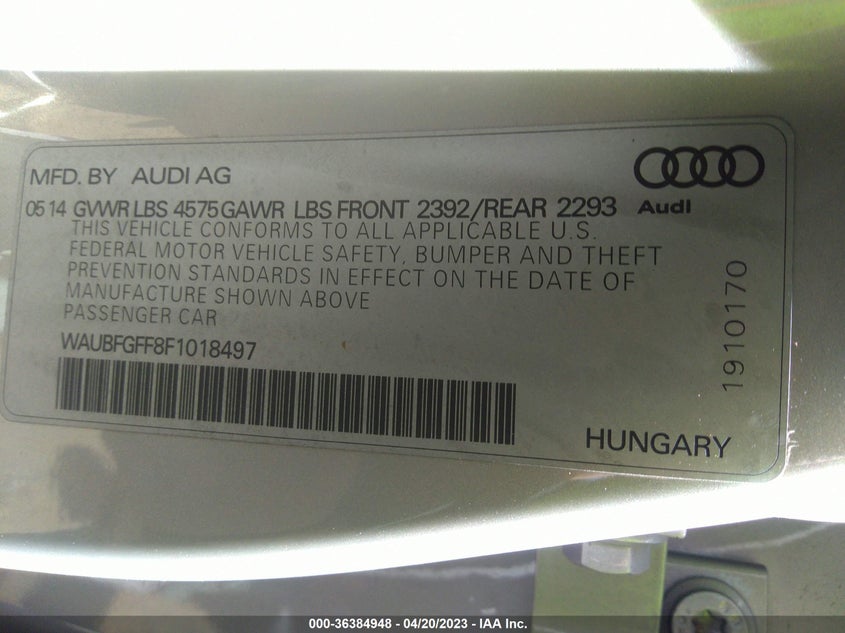 MFD. BY AUDI AG
Audi
05 14 GVWR LBS 4575 GAWR LBS FRONT 2392/REAR 2293
THIS VEHICLE CONFORMS TO ALL APPLICABLE U.S.
FEDERAL MOTOR VEHICLE SAFETY, BUMPER AND THEFT
PREVENTION STANDARDS IN EFFECT ON THE DATE OF
MANUFACTURE SHOWN ABOVE
PASSENGER CAR
WAUBFGFF8F1018497
1910170
HUNGARY
000-36384948 - 04/20/2023 - IAA Inc.